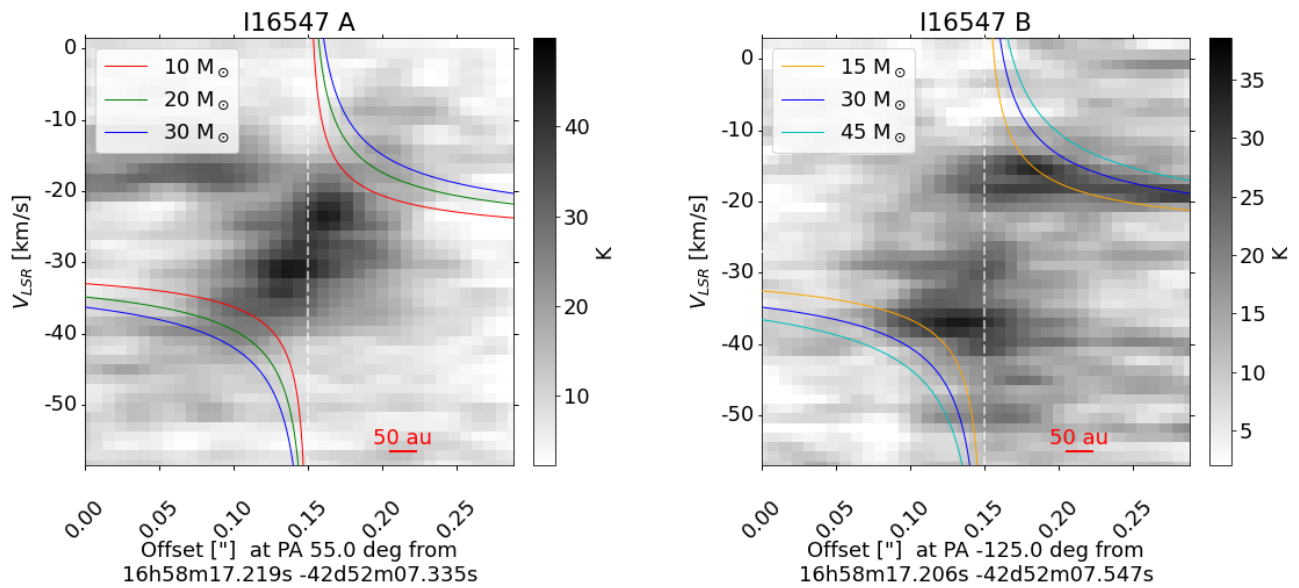 I16547 A
0
-10
-20
-30
-40
-50
V_LSR [km/s]
10 M⊙
20 M⊙
30 M⊙
50 au
0.00
0.05
0.10
0.15
0.20
0.25
Offset ["] at PA 55.0 deg from
16h58m17.219s -42d52m07.335s
40
30
20
10
K
I16547 B
0
-10
-20
-30
-40
-50
V_LSR [km/s]
15 M⊙
30 M⊙
45 M⊙
50 au
0.00
0.05
0.10
0.15
0.20
0.25
Offset ["] at PA -125.0 deg from
16h58m17.206s -42d52m07.547s
35
30
25
20
15
10
5
K